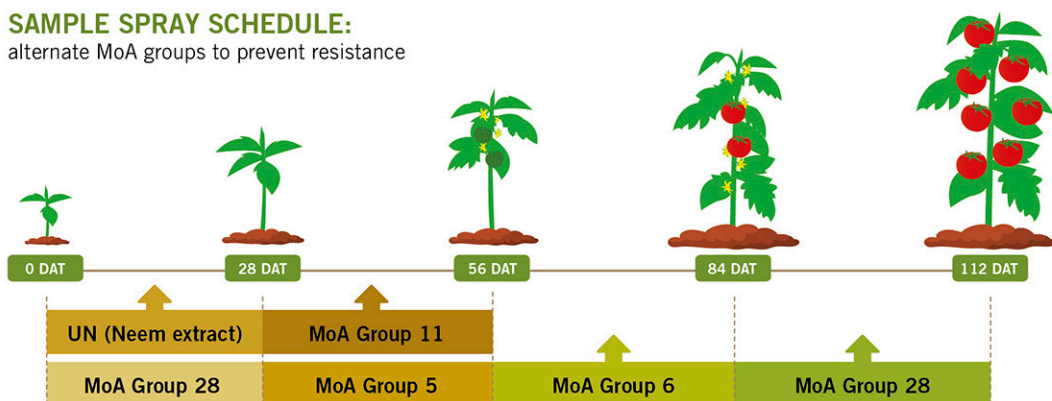 SAMPLE SPRAY SCHEDULE:
alternate MoA groups to prevent resistance
0 DAT
28 DAT
56 DAT
84 DAT
112 DAT
UN (Neem extract)
MoA Group 11
MoA Group 28
MoA Group 5
MoA Group 6
MoA Group 28